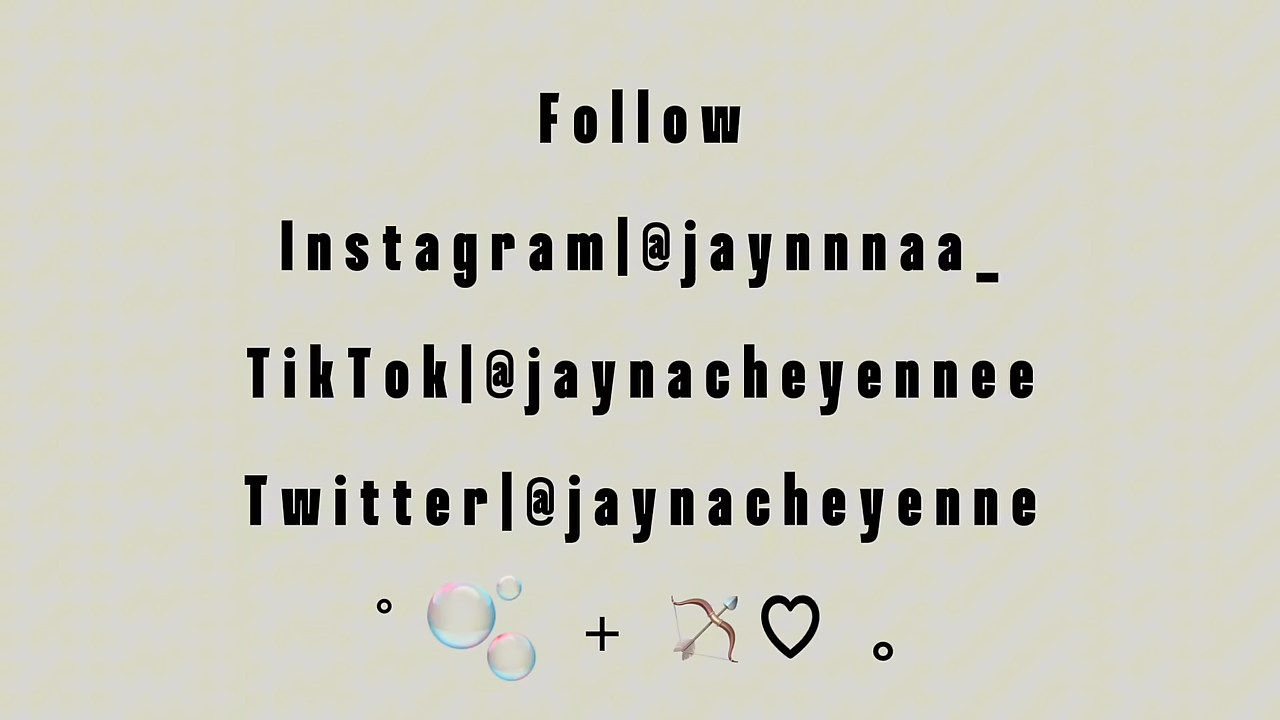 Follow
Instagram|@jaynnnaa_
TikTok|@jaynacheyennee
Twitter|@jaynacheyenne
° 🫧 + 🏹♡ 。